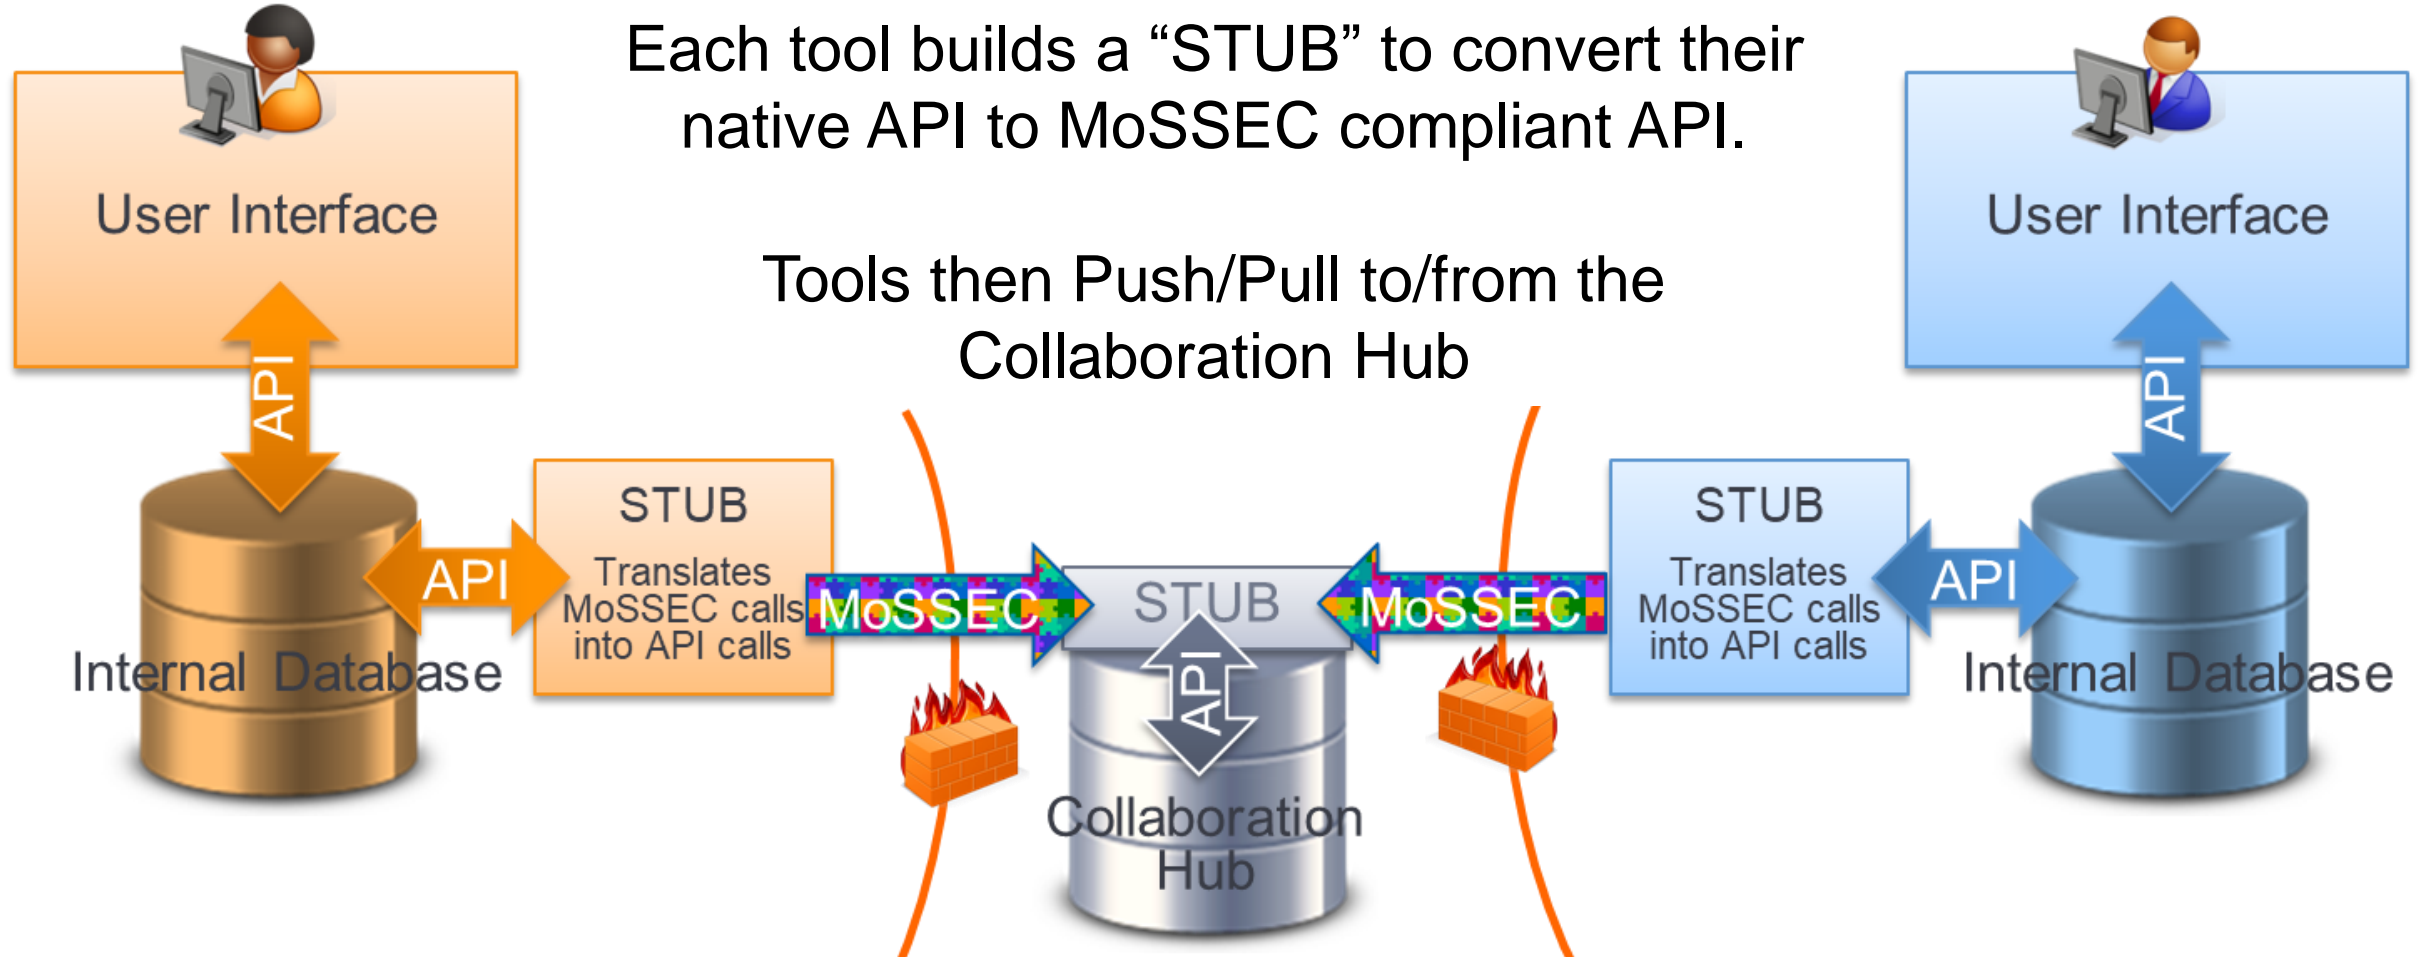 Each tool builds a “STUB” to convert their
native API to MoSSEC compliant API.
Tools then Push/Pull to/from the
Collaboration Hub
User Interface
API
Internal Database
API
STUB
Translates
MoSSEC calls
into API calls
MoSSEC
STUB
API
Collaboration
Hub
MoSSEC
STUB
Translates
MoSSEC calls
into API calls
API
Internal Database
API
User Interface